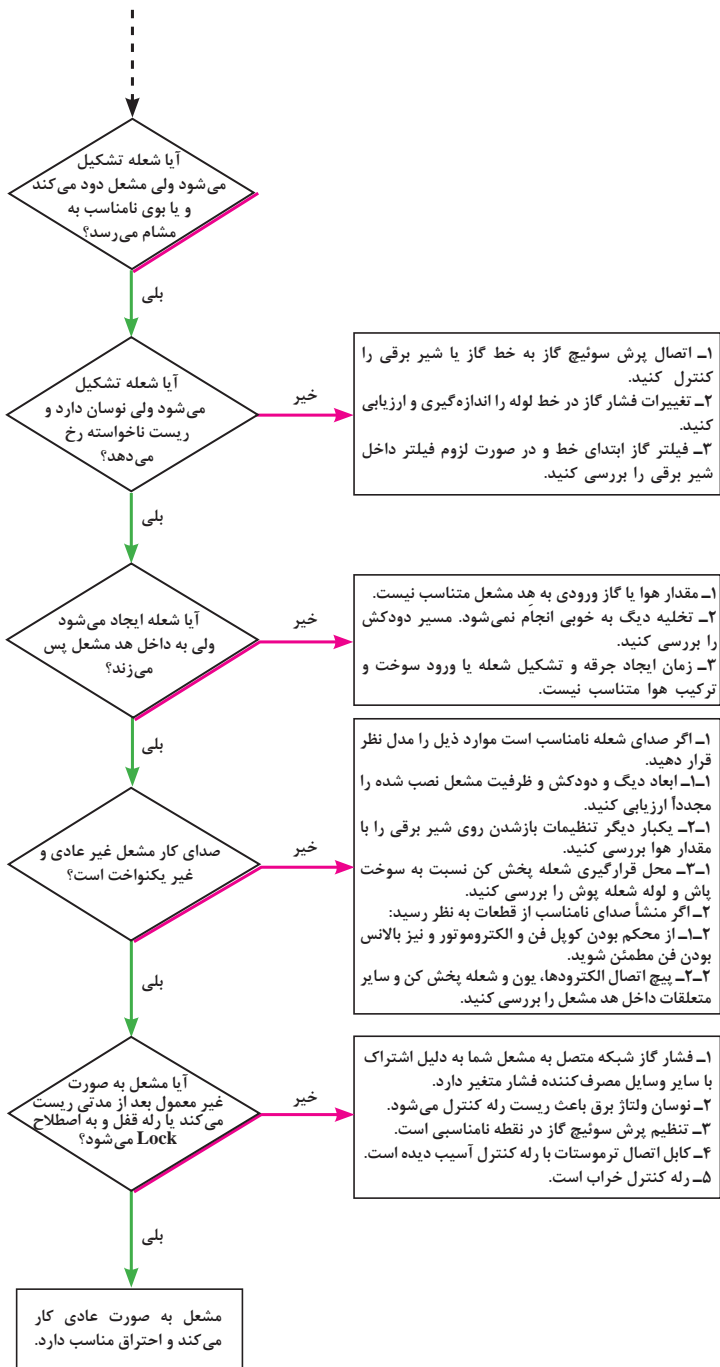 آیا شعله تشکیل
می‌شود ولی مشعل دود می‌کند
و یا بوی نامناسب به
مشام می‌رسد؟
بلی
آیا شعله تشکیل
می‌شود ولی نوسان دارد و
ریست ناخواسته رخ
می‌دهد؟
خیر
۱ـ اتصال پرش سوئیچ گاز به خط گاز یا شیر برقی را
کنترل کنید.
۲ـ تغییرات فشار گاز در خط لوله را اندازه‌گیری و ارزیابی
کنید.
۳ـ فیلتر گاز ابتدای خط و در صورت لزوم فیلتر داخل
شیر برقی را بررسی کنید.
بلی
آیا شعله ایجاد می‌شود
ولی به داخل هد مشعل پس
می‌زند؟
خیر
۱ـ مقدار هوا یا گاز ورودی به هِد مشعل متناسب نیست.
۲ـ تخلیه دیگ به خوبی انجام نمی‌شود. مسیر دودکش
را بررسی کنید.
۳ـ زمان ایجاد جرقه و تشکیل شعله یا ورود سوخت و
ترکیب هوا متناسب نیست.
بلی
صدای کار مشعل غیر عادی و
غیر یکنواخت است؟
خیر
۱ـ اگر صدای شعله نامناسب است موارد ذیل را مدل نظر
قرار دهید.
۱ـ۱ـ ابعاد دیگ و دودکش و ظرفیت مشعل نصب شده را
مجدداً ارزیابی کنید.
۱ـ۲ـ یکبار دیگر تنظیمات بازشدن روی شیر برقی را با
مقدار هوا بررسی کنید.
۱ـ۳ـ محل قرارگیری شعله پخش کن نسبت به سوخت
پاش و لوله شعله پوش را بررسی کنید.
۲ـ اگر منشأ صدای نامناسب از قطعات به نظر رسید:
۲ـ۱ـ از محکم بودن کوپل فن و الکتروموتور و نیز بالانس
بودن فن مطمئن شوید.
۲ـ۲ـ پیچ اتصال الکترودها، یون و شعله پخش کن و سایر
متعلقات داخل هد مشعل را بررسی کنید.
بلی
آیا مشعل به صورت
غیر معمول بعد از مدتی ریست
می‌کند یا رله قفل و به اصطلاح
Lock می‌شود؟
خیر
۱ـ فشار گاز شبکه متصل به مشعل شما به دلیل اشتراک
با سایر وسایل مصرف‌کننده فشار متغیر دارد.
۲ـ نوسان ولتاژ برق باعث ریست رله کنترل می‌شود.
۳ـ تنظیم پرش سوئیچ گاز در نقطه نامناسبی است.
۴ـ کابل اتصال ترموستات با رله کنترل آسیب دیده است.
۵ـ رله کنترل خراب است.
بلی
مشعل به صورت عادی کار
می‌کند و احتراق مناسب دارد.